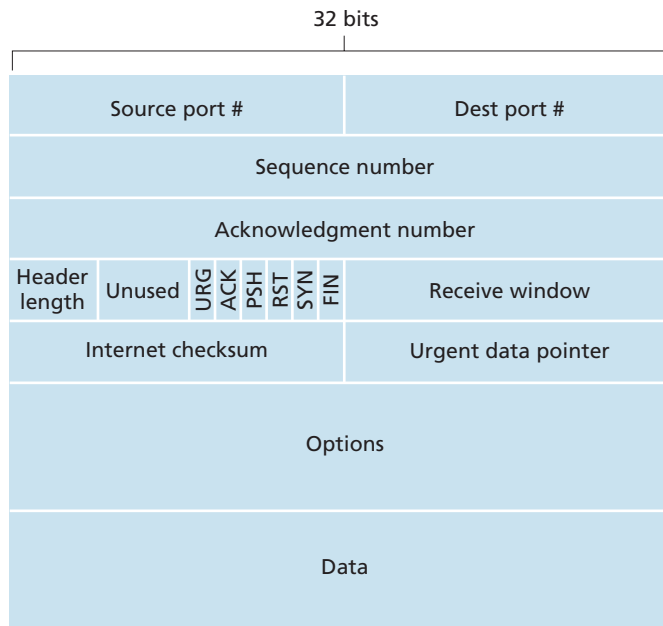 32 bits
Source port #
Dest port #
Sequence number
Acknowledgment number
Header
length
Unused
URG
ACK
PSH
RST
SYN
FIN
Receive window
Internet checksum
Urgent data pointer
Options
Data